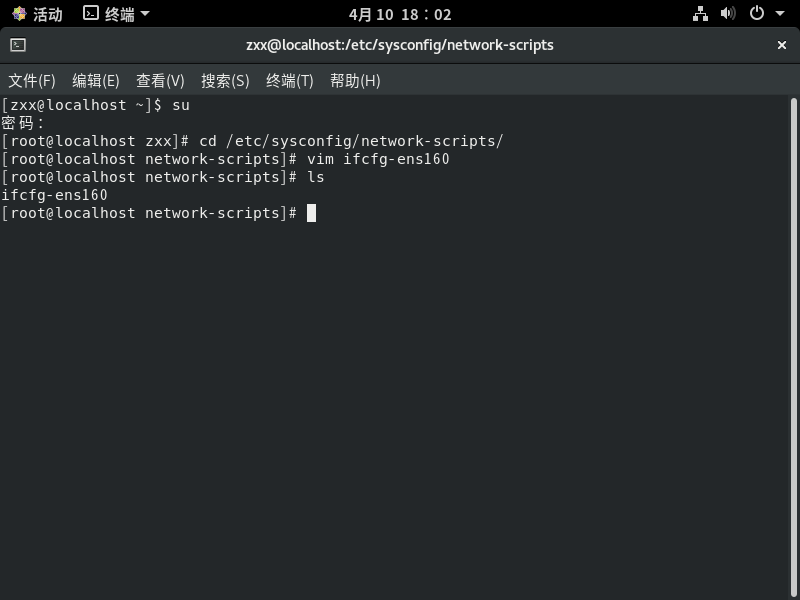 活动 终端 4月 10 18：02
zxx@localhost:/etc/sysconfig/network-scripts ×
文件(F) 编辑(E) 查看(V) 搜索(S) 终端(T) 帮助(H)
[zxx@localhost ~]$ su
密码：
[root@localhost zxx]# cd /etc/sysconfig/network-scripts/
[root@localhost network-scripts]# vim ifcfg-ens160
[root@localhost network-scripts]# ls
ifcfg-ens160
[root@localhost network-scripts]#